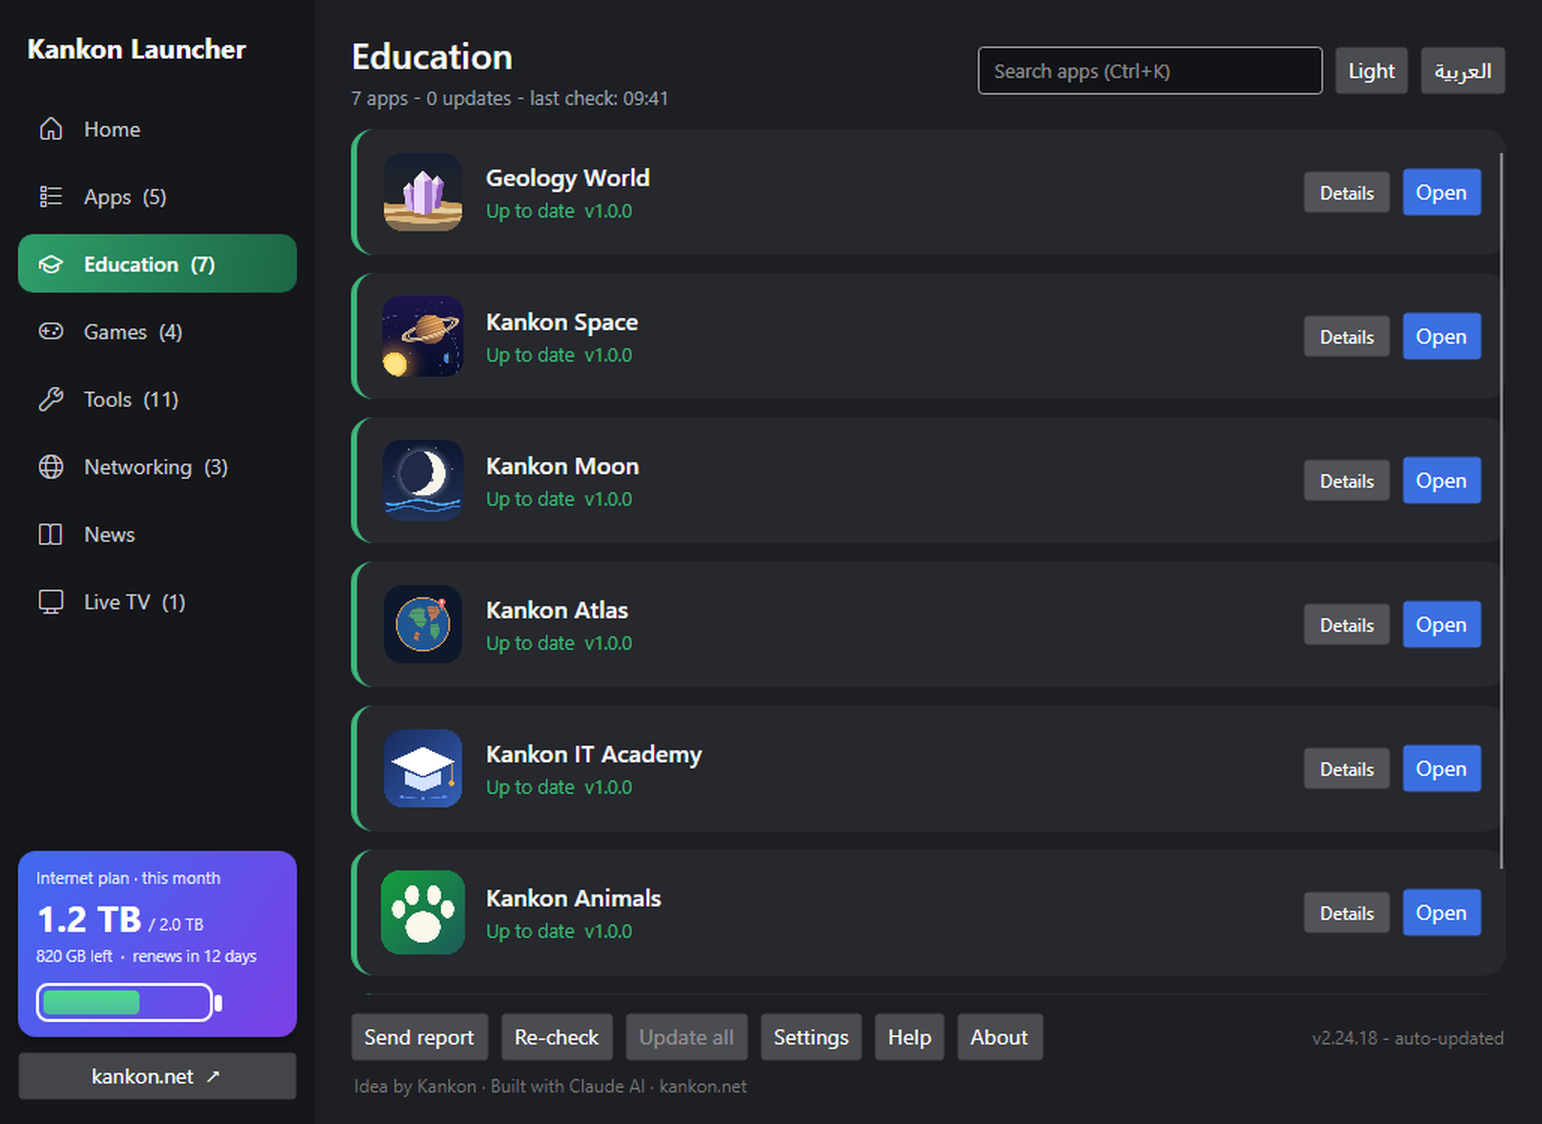 Kankon Launcher
Home
Apps (5)
Education (7)
Games (4)
Tools (11)
Networking (3)
News
Live TV (1)
Internet plan · this month
1.2 TB / 2.0 TB
820 GB left · renews in 12 days
kankon.net ↗
Education
7 apps - 0 updates - last check: 09:41
Search apps (Ctrl+K)
Light
العربية
Geology World
Up to date v1.0.0
Details
Open
Kankon Space
Up to date v1.0.0
Details
Open
Kankon Moon
Up to date v1.0.0
Details
Open
Kankon Atlas
Up to date v1.0.0
Details
Open
Kankon IT Academy
Up to date v1.0.0
Details
Open
Kankon Animals
Up to date v1.0.0
Details
Open
Send report
Re-check
Update all
Settings
Help
About
v2.24.18 - auto-updated
Idea by Kankon · Built with Claude AI · kankon.net